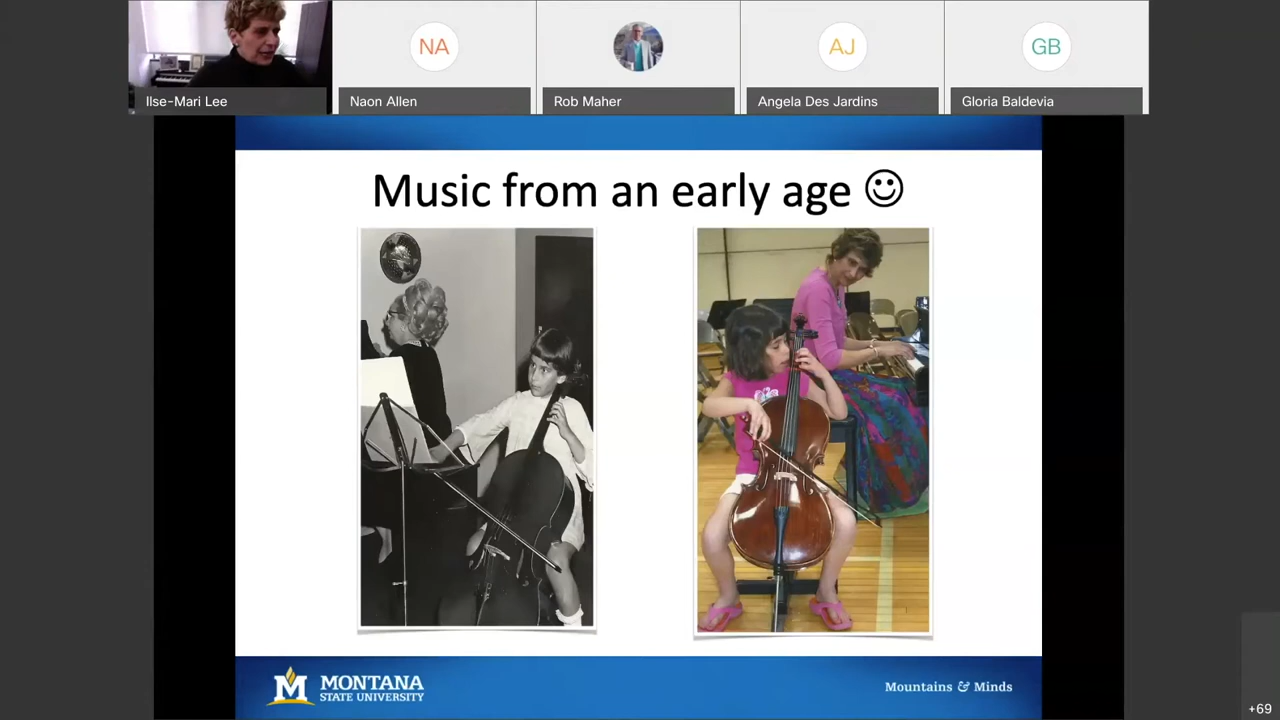 NA
AJ
GB
Ilse-Mari Lee
Naon Allen
Rob Maher
Angela Des Jardins
Gloria Baldevia
Music from an early age ☺
M MONTANA
STATE UNIVERSITY
Mountains & Minds
+69